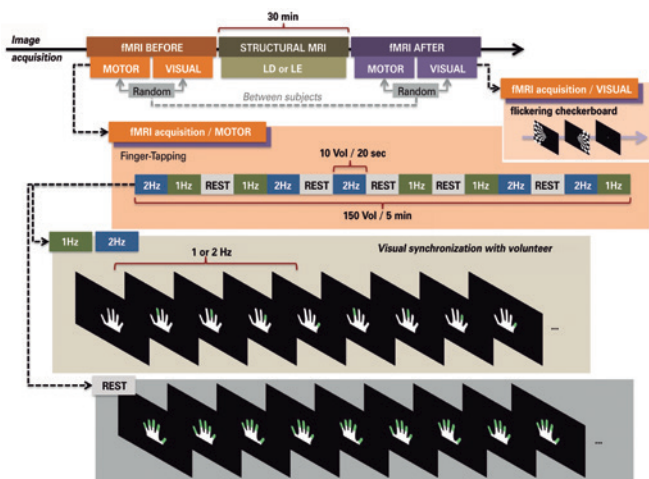 30 min
Image
acquisition
fMRI BEFORE
STRUCTURAL MRI
fMRI AFTER
MOTOR
VISUAL
LD or LE
MOTOR
VISUAL
Random
Random
Between subjects
fMRI acquisition / VISUAL
flickering checkerboard
fMRI acquisition / MOTOR
Finger-Tapping
10 Vol / 20 sec
2Hz 1Hz REST 1Hz 2Hz REST 2Hz REST 1Hz REST 1Hz 2Hz REST 2Hz 1Hz
150 Vol / 5 min
1Hz 2Hz
Visual synchronization with volunteer
1 or 2 Hz
...
REST
...